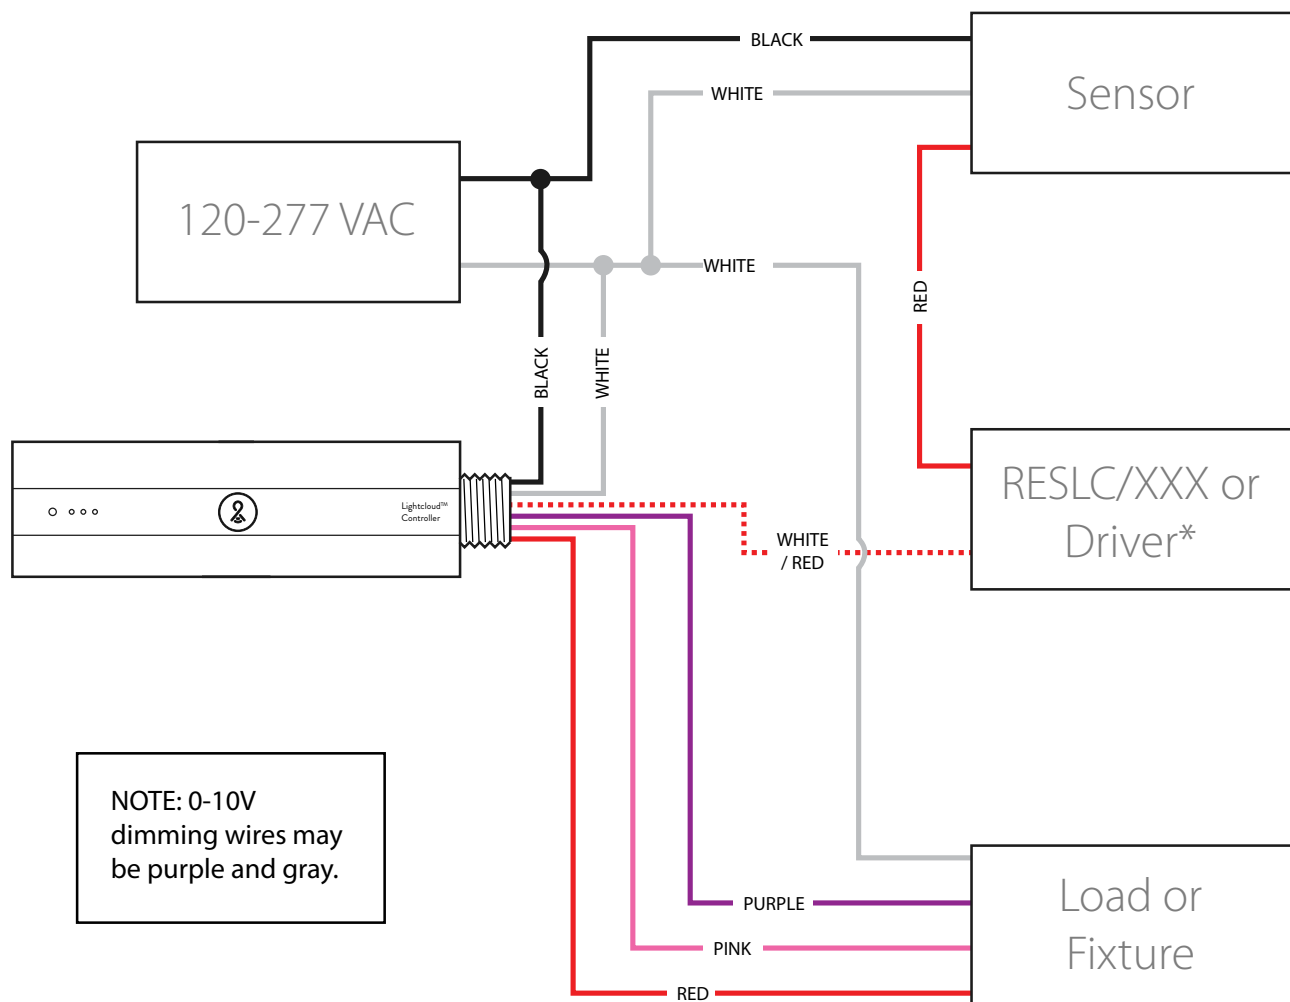 BLACK
Sensor
WHITE
120-277 VAC
WHITE
RED
BLACK
WHITE
RESLC/XXX or
Driver*
Lightcloud™
Controller
WHITE
/ RED
NOTE: 0-10V
dimming wires may
be purple and gray.
PURPLE
Load or
Fixture
PINK
RED